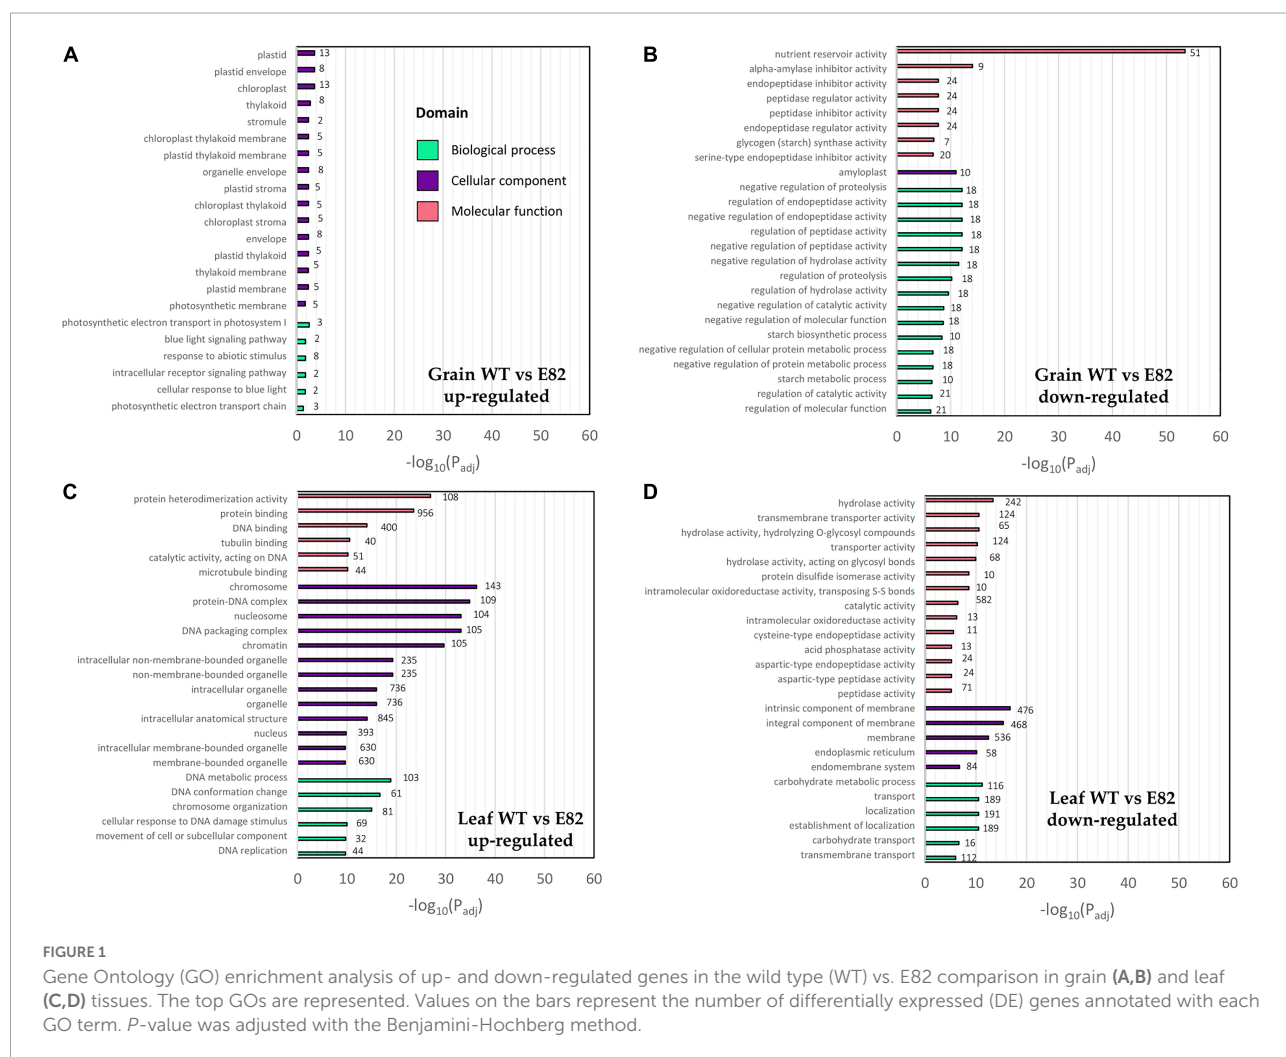 A
plastid 13
plastid envelope 8
chloroplast 13
thylakoid 8
stromule 2
chloroplast thylakoid membrane 5
plastid thylakoid membrane 5
organelle envelope 8
plastid stroma 5
chloroplast thylakoid 5
chloroplast stroma 5
envelope 8
plastid thylakoid 5
thylakoid membrane 5
plastid membrane 5
photosynthetic membrane 5
photosynthetic electron transport in photosystem I 3
blue light signaling pathway 2
response to abiotic stimulus 8
intracellular receptor signaling pathway 2
cellular response to blue light 2
photosynthetic electron transport chain 3
Domain
Biological process
Cellular component
Molecular function
Grain WT vs E82
up-regulated
0 10 20 30 40 50 60
-log10(Padj)
B
nutrient reservoir activity 51
alpha-amylase inhibitor activity 9
endopeptidase inhibitor activity 24
peptidase regulator activity 24
peptidase inhibitor activity 24
endopeptidase regulator activity 24
glycogen (starch) synthase activity 7
serine-type endopeptidase inhibitor activity 20
amyloplast 10
negative regulation of proteolysis 18
regulation of endopeptidase activity 18
negative regulation of endopeptidase activity 18
regulation of peptidase activity 18
negative regulation of peptidase activity 18
negative regulation of hydrolase activity 18
regulation of proteolysis 18
regulation of hydrolase activity 18
negative regulation of catalytic activity 18
negative regulation of molecular function 18
starch biosynthetic process 10
negative regulation of cellular protein metabolic process 18
negative regulation of protein metabolic process 18
starch metabolic process 10
regulation of catalytic activity 21
regulation of molecular function 21
Grain WT vs E82
down-regulated
0 10 20 30 40 50 60
-log10(Padj)
C
protein heterodimerization activity 108
protein binding 956
DNA binding 400
tubulin binding 40
catalytic activity, acting on DNA 51
microtubule binding 44
chromosome 143
protein-DNA complex 109
nucleosome 104
DNA packaging complex 105
chromatin 105
intracellular non-membrane-bounded organelle 235
non-membrane-bounded organelle 235
intracellular organelle 736
organelle 736
intracellular anatomical structure 845
nucleus 393
intracellular membrane-bounded organelle 630
membrane-bounded organelle 630
DNA metabolic process 103
DNA conformation change 61
chromosome organization 81
cellular response to DNA damage stimulus 69
movement of cell or subcellular component 32
DNA replication 44
Leaf WT vs E82
up-regulated
0 10 20 30 40 50 60
-log10(Padj)
D
hydrolase activity 242
transmembrane transporter activity 124
hydrolase activity, hydrolyzing O-glycosyl compounds 65
transporter activity 124
hydrolase activity, acting on glycosyl bonds 68
protein disulfide isomerase activity 10
intramolecular oxidoreductase activity, transposing S-S bonds 10
catalytic activity 582
intramolecular oxidoreductase activity 13
cysteine-type endopeptidase activity 11
acid phosphatase activity 13
aspartic-type endopeptidase activity 24
aspartic-type peptidase activity 24
peptidase activity 71
intrinsic component of membrane 476
integral component of membrane 468
membrane 536
endoplasmic reticulum 58
endomembrane system 84
carbohydrate metabolic process 116
transport 189
localization 191
establishment of localization 189
carbohydrate transport 16
transmembrane transport 112
Leaf WT vs E82
down-regulated
0 10 20 30 40 50 60
-log10(Padj)
FIGURE 1
Gene Ontology (GO) enrichment analysis of up- and down-regulated genes in the wild type (WT) vs. E82 comparison in grain (A,B) and leaf
(C,D) tissues. The top GOs are represented. Values on the bars represent the number of differentially expressed (DE) genes annotated with each
GO term. P-value was adjusted with the Benjamini-Hochberg method.